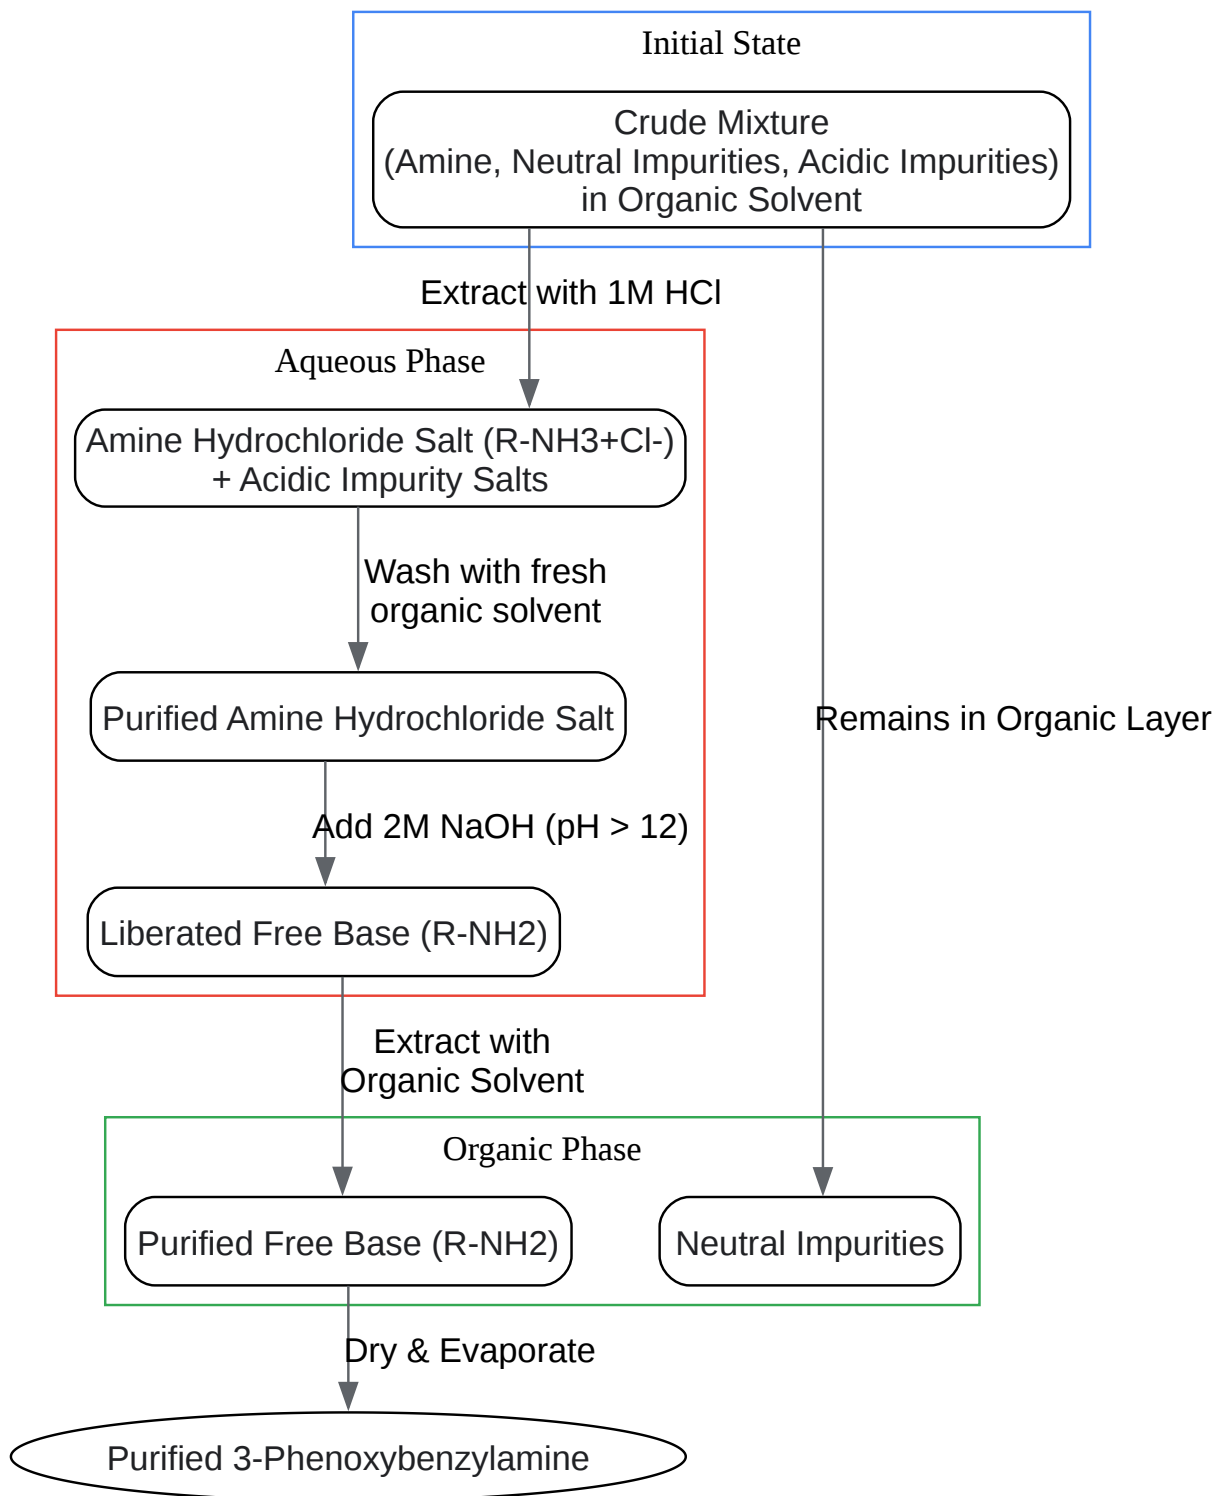 Initial State
Crude Mixture
(Amine, Neutral Impurities, Acidic Impurities)
in Organic Solvent
Extract with 1M HCl
Aqueous Phase
Amine Hydrochloride Salt (R-NH3+Cl-)
+ Acidic Impurity Salts
Wash with fresh
organic solvent
Purified Amine Hydrochloride Salt
Remains in Organic Layer
Add 2M NaOH (pH > 12)
Liberated Free Base (R-NH2)
Extract with
Organic Solvent
Organic Phase
Purified Free Base (R-NH2)
Neutral Impurities
Dry & Evaporate
Purified 3-Phenoxybenzylamine